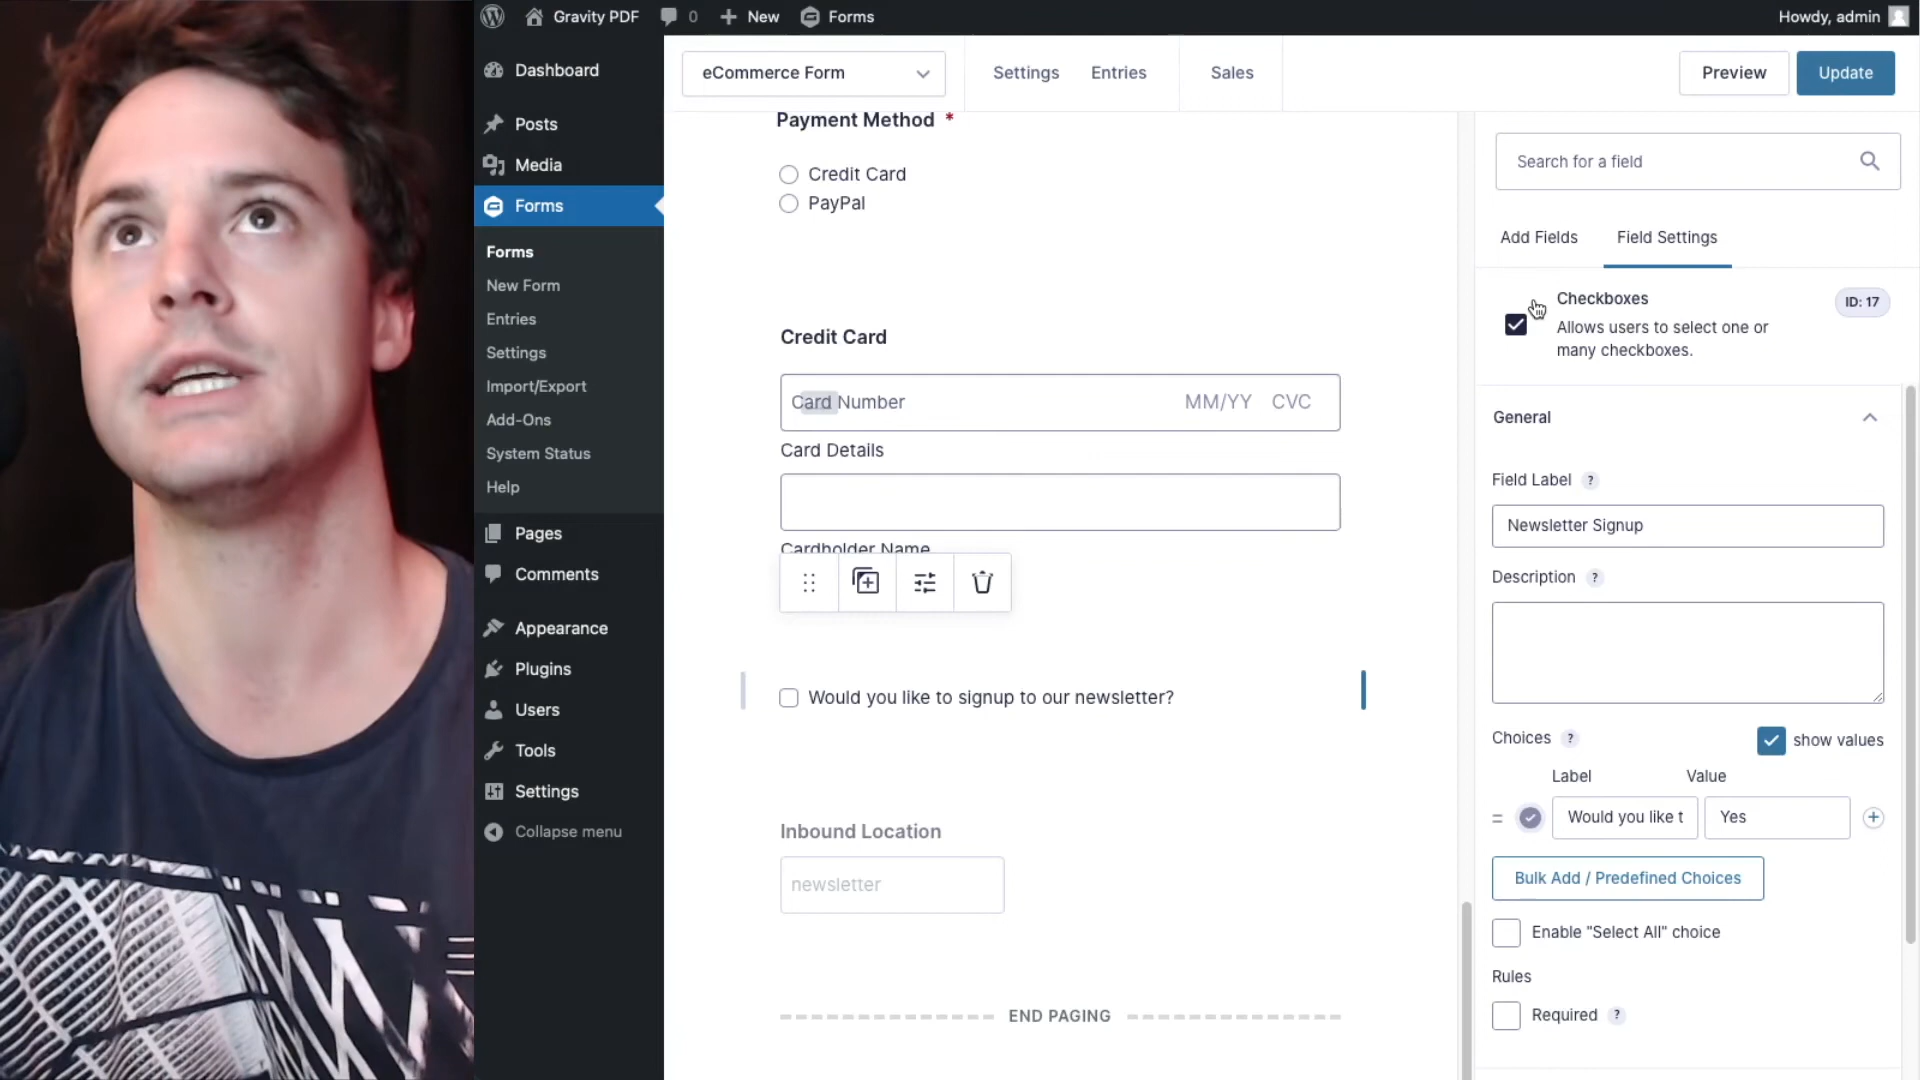 Gravity PDF
0
New
Forms
Howdy, admin
Dashboard
Posts
Media
Forms
Forms
New Form
Entries
Settings
Import/Export
Add-Ons
System Status
Help
Pages
Comments
Appearance
Plugins
Users
Tools
Settings
Collapse menu
eCommerce Form
Settings
Entries
Sales
Preview
Update
Payment Method *
Credit Card
PayPal
Credit Card
Card Number
MM/YY
CVC
Card Details
Cardholder Name
Would you like to signup to our newsletter?
Inbound Location
newsletter
END PAGING
Search for a field
Add Fields
Field Settings
Checkboxes
ID: 17
Allows users to select one or
many checkboxes.
General
Field Label ?
Newsletter Signup
Description ?
Choices ?
show values
Label
Value
Would you like t
Yes
Bulk Add / Predefined Choices
Enable "Select All" choice
Rules
Required ?